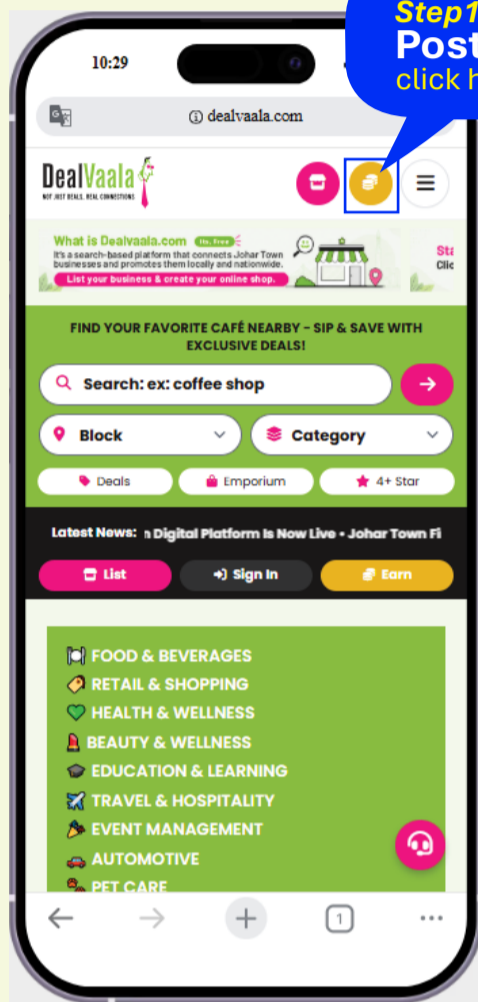 Step1
Post
click h
10:29
dealvaala.com
DealVaala
NOT JUST DEALS. REAL CONNECTIONS
What is Dealvaala.com
Its, Free
It's a search-based platform that connects Johar Town
businesses and promotes them locally and nationwide.
List your business & create your online shop.
Sta
Clic
FIND YOUR FAVORITE CAFÉ NEARBY – SIP & SAVE WITH
EXCLUSIVE DEALS!
Search: ex: coffee shop
Block
Category
Deals
Emporium
4+ Star
Latest News: n Digital Platform Is Now Live • Johar Town Fi
List
Sign In
Earn
FOOD & BEVERAGES
RETAIL & SHOPPING
HEALTH & WELLNESS
BEAUTY & WELLNESS
EDUCATION & LEARNING
TRAVEL & HOSPITALITY
EVENT MANAGEMENT
AUTOMOTIVE
PET CARE
1